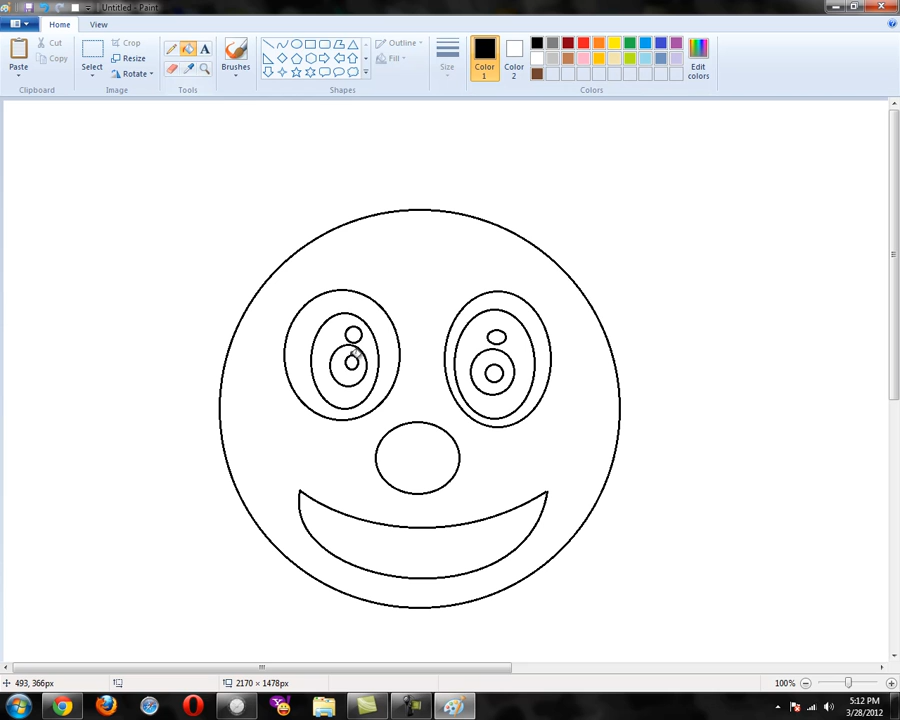 Untitled - Paint
Home
View
Paste
Cut
Copy
Clipboard
Select
Crop
Resize
Rotate
Image
A
Tools
Brushes
Outline
Fill
Shapes
Size
Color 1
Color 2
Edit colors
Colors
493, 366px
2170 × 1478px
100%
5:12 PM
3/28/2012